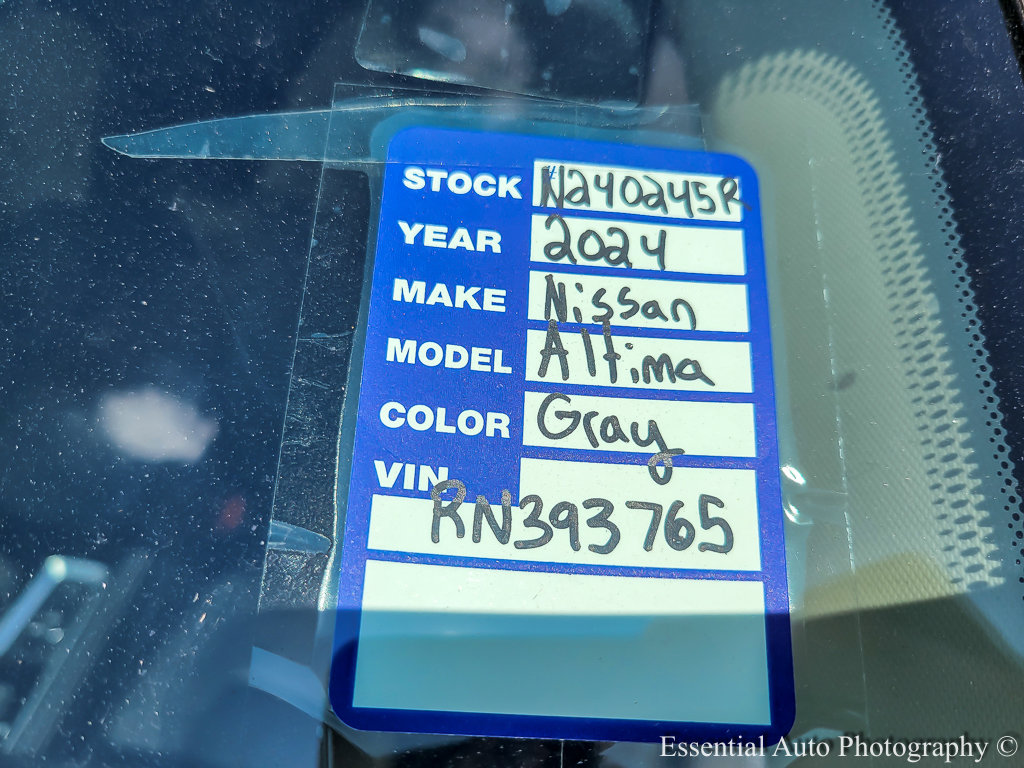 STOCK # N240245R
YEAR 2024
MAKE Nissan
MODEL Altima
COLOR Gray
VIN
RN393765
Essential Auto Photography ©